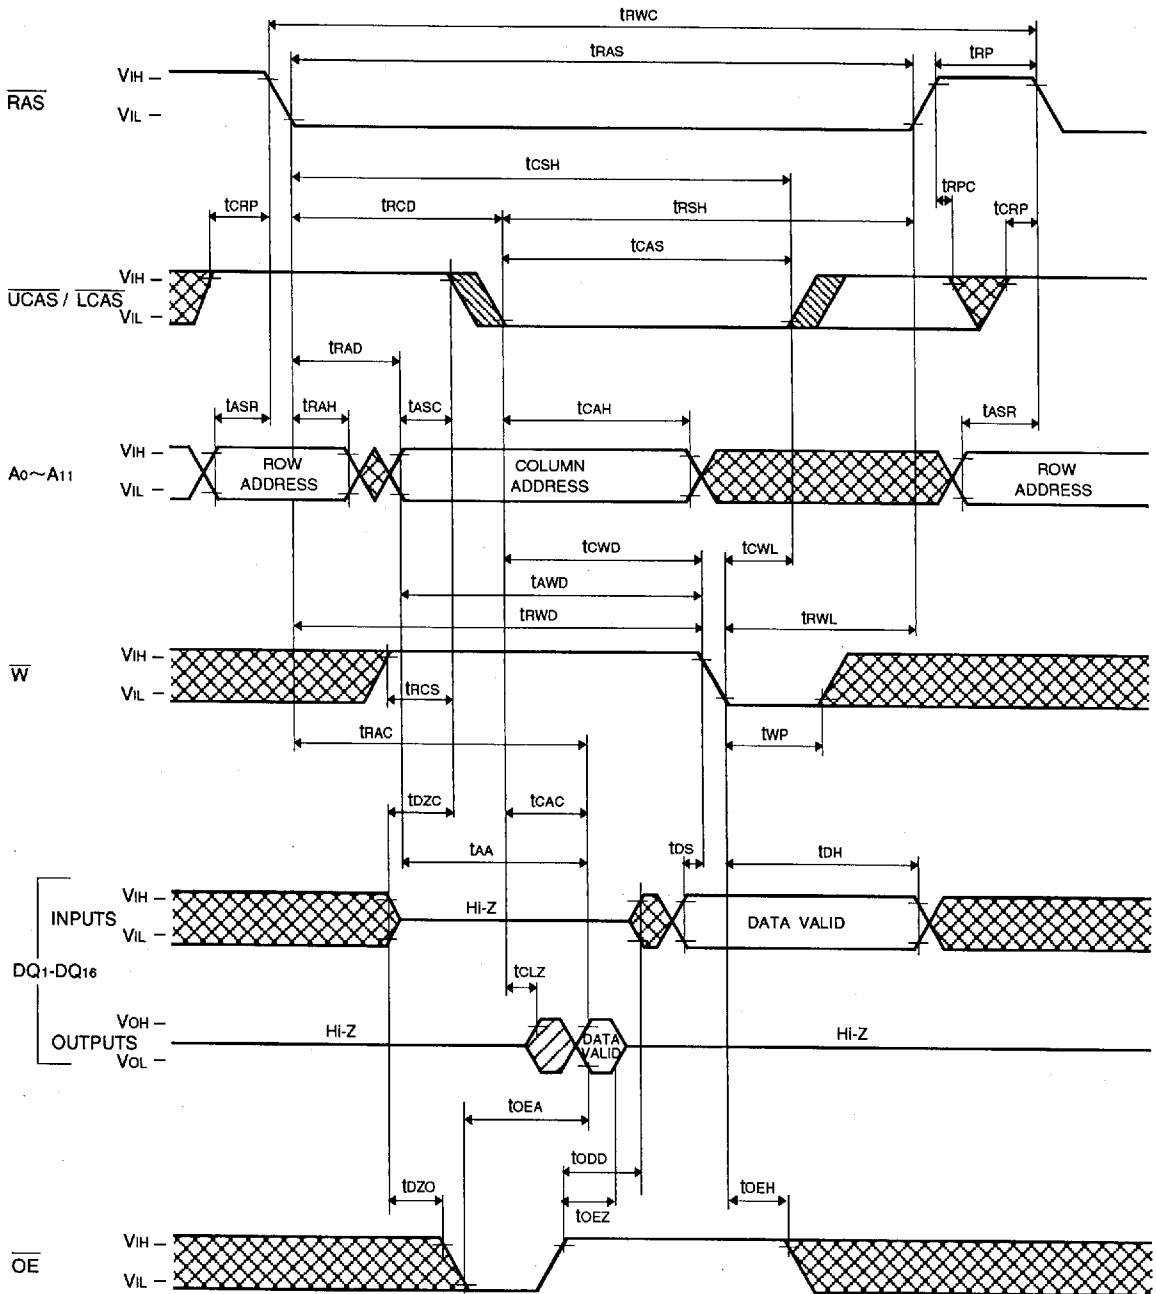 tRWC
tRAS
tRP
RAS
VIH
VIL
tCSH
tRPC
tCRP
tRCD
tRSH
tCRP
tCAS
UCAS / LCAS
VIH
VIL
tRAD
tASR
tRAH
tASC
tCAH
tASR
A0~A11
VIH
VIL
ROW ADDRESS
COLUMN ADDRESS
ROW ADDRESS
tCWD
tCWL
tAWD
tRWD
tRWL
W
VIH
VIL
tRCS
tRAC
tWP
tDZC
tCAC
tAA
tDS
tDH
DQ1-DQ16
INPUTS
VIH
VIL
Hi-Z
DATA VALID
tCLZ
OUTPUTS
VOH
VOL
Hi-Z
DATA VALID
Hi-Z
tOEA
tODD
tDZO
tOEZ
tOEH
OE
VIH
VIL